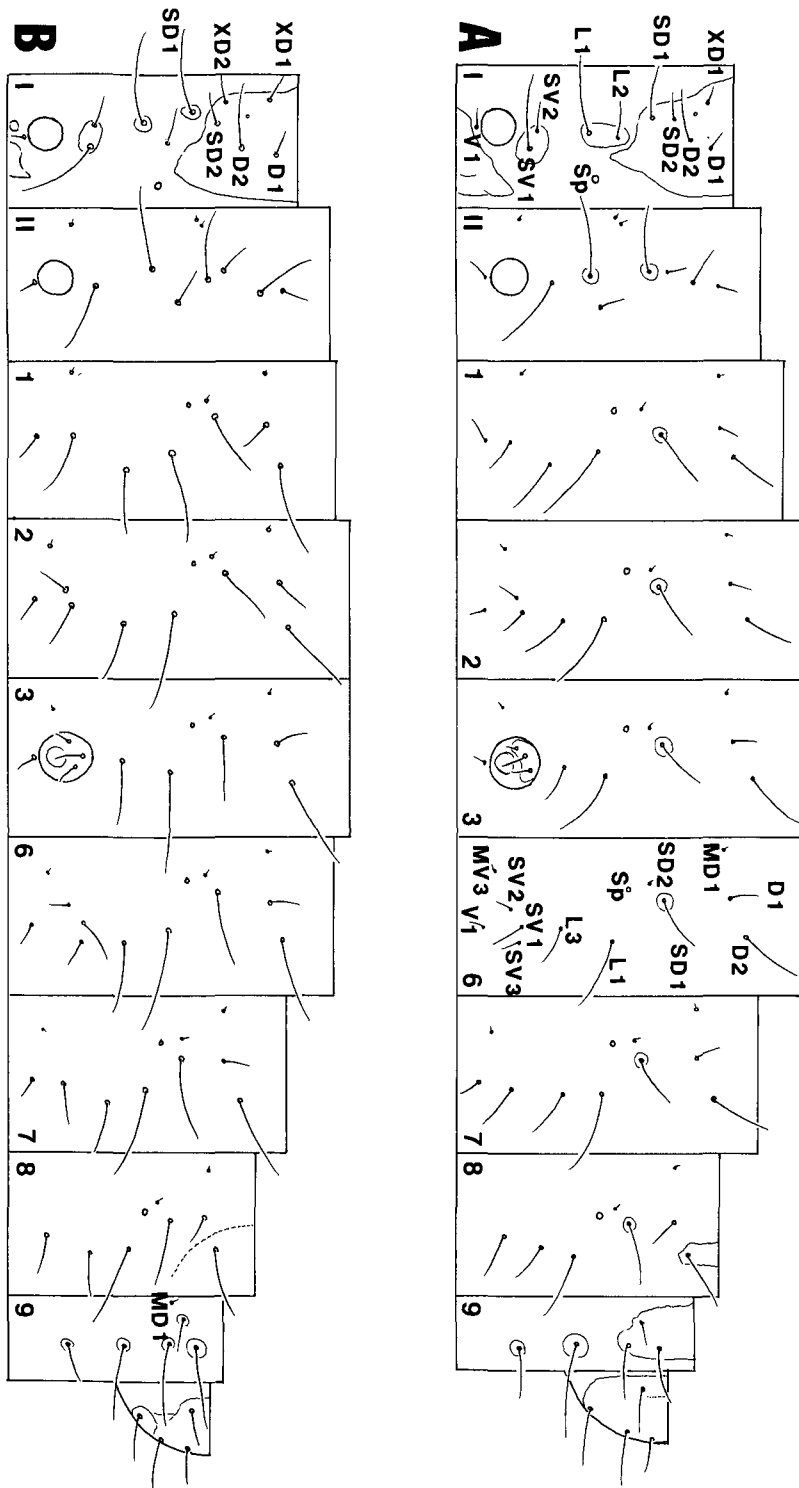 XD1
D1
D2
SD2
SD1
L2
L1
Sp
SV2
SV1
V1
D1
D2
MD1
SD2
SD1
Sp
L1
L3
SV1
SV2
SV3
MV3
V1
A
I II 1 2 3 6 7 8 9
XD1
D1
XD2
D2
SD2
SD1
MD1
B
I II 1 2 3 6 7 8 9